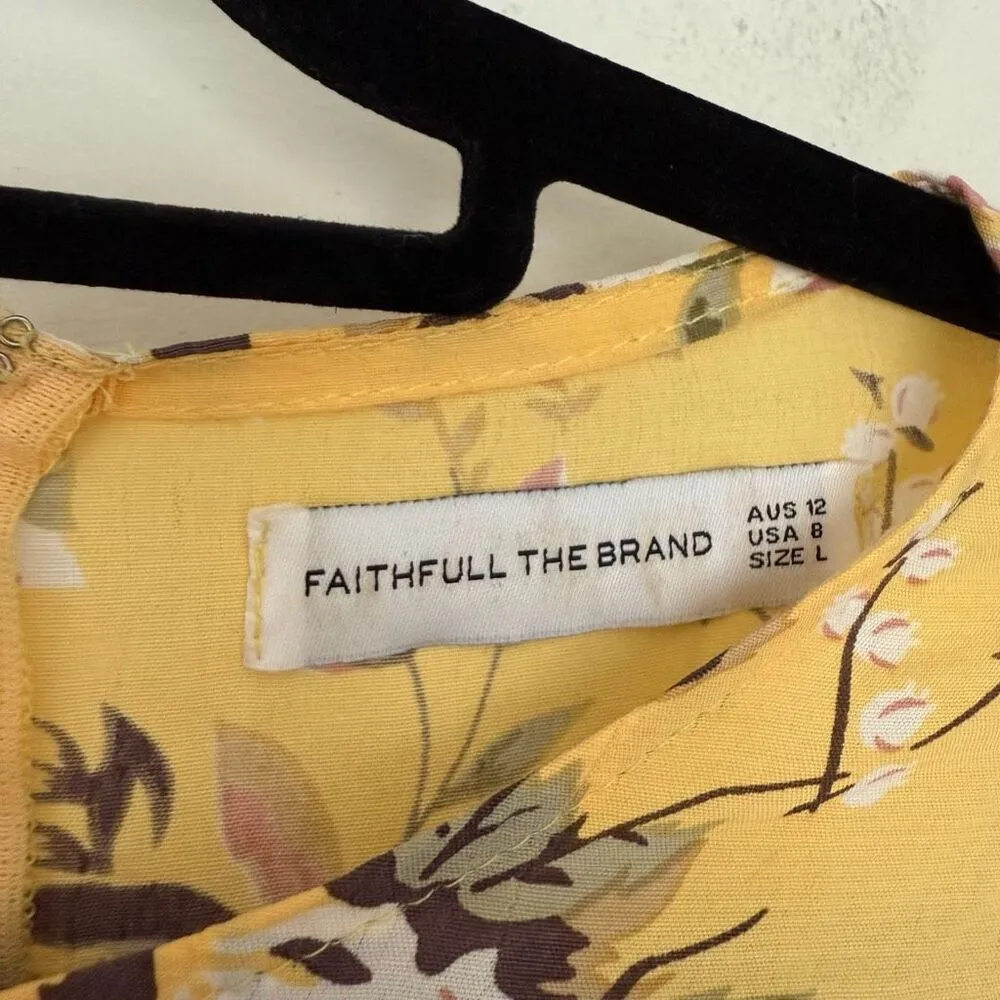 FAITHFULL THE BRAND
AUS 12
USA 8
SIZE L